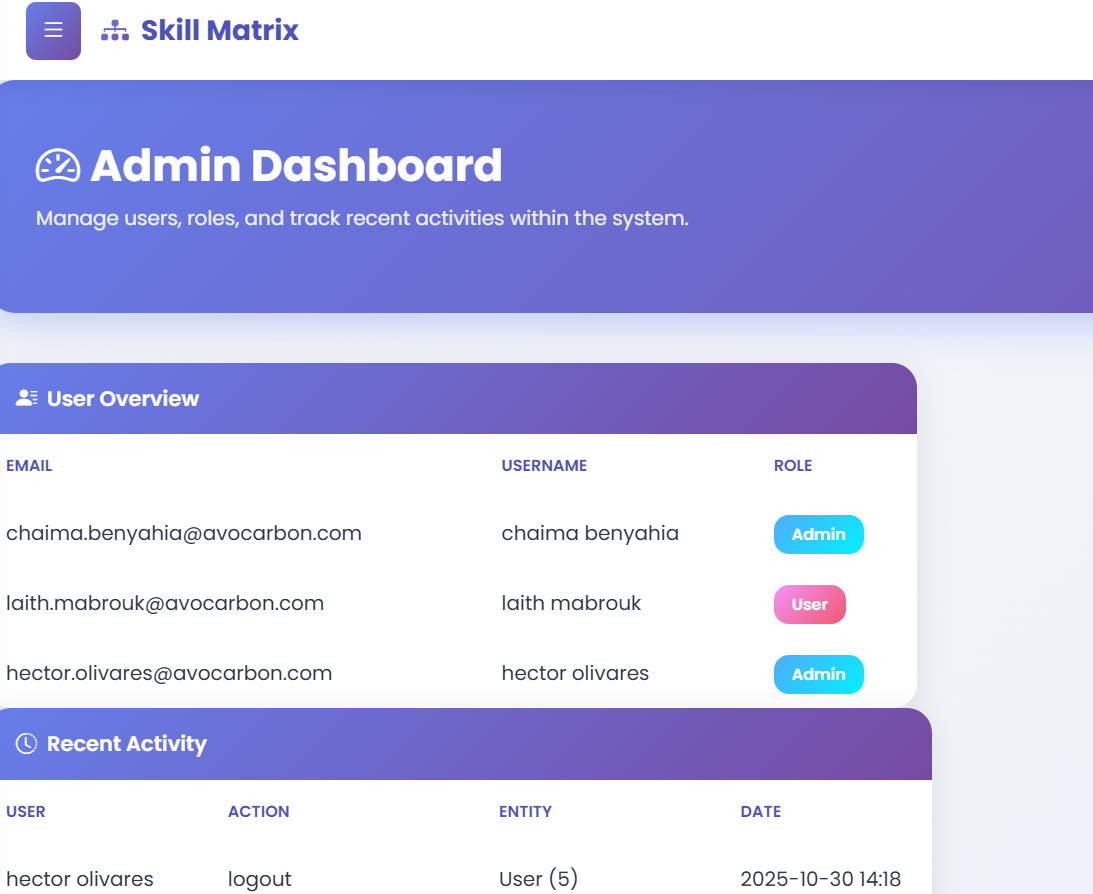 Skill Matrix
Admin Dashboard
Manage users, roles, and track recent activities within the system.
User Overview
EMAIL USERNAME ROLE
chaima.benyahia@avocarbon.com chaima benyahia Admin
laith.mabrouk@avocarbon.com laith mabrouk User
hector.olivares@avocarbon.com hector olivares Admin
Recent Activity
USER ACTION ENTITY DATE
hector olivares logout User (5) 2025-10-30 14:18